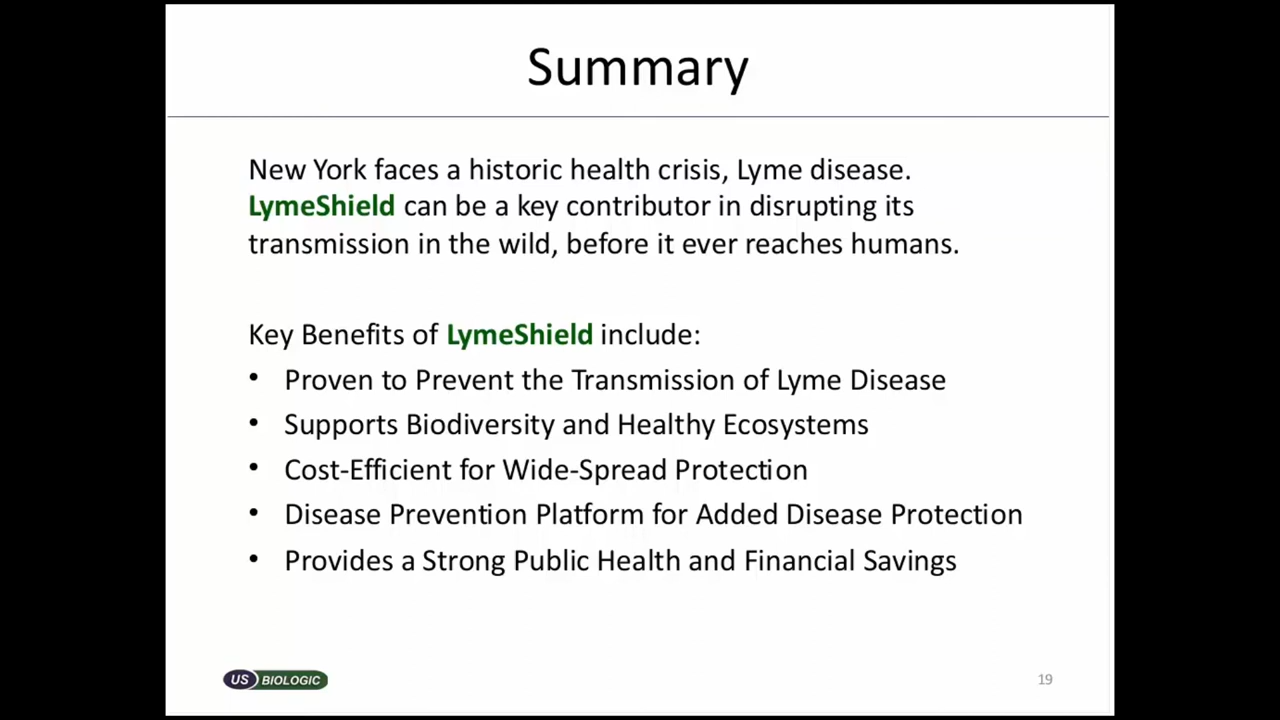 Summary
New York faces a historic health crisis, Lyme disease.
LymeShield can be a key contributor in disrupting its
transmission in the wild, before it ever reaches humans.
Key Benefits of LymeShield include:
• Proven to Prevent the Transmission of Lyme Disease
• Supports Biodiversity and Healthy Ecosystems
• Cost-Efficient for Wide-Spread Protection
• Disease Prevention Platform for Added Disease Protection
• Provides a Strong Public Health and Financial Savings
US BIOLOGIC
19